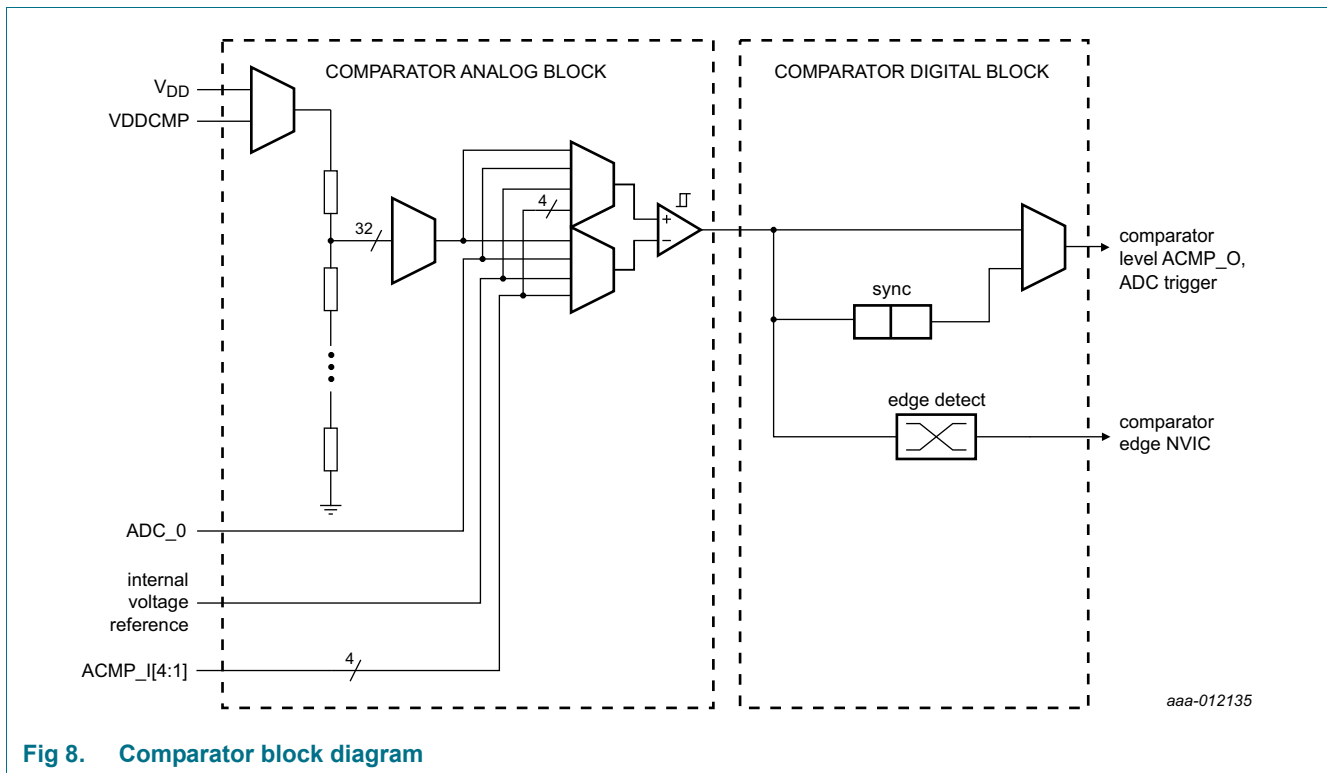 COMPARATOR ANALOG BLOCK
COMPARATOR DIGITAL BLOCK
VDD
VDDCMP
32
4
+
−
comparator
level ACMP_O,
ADC trigger
sync
edge detect
comparator
edge NVIC
ADC_0
internal
voltage
reference
ACMP_I[4:1]
4
aaa-012135
Fig 8. Comparator block diagram